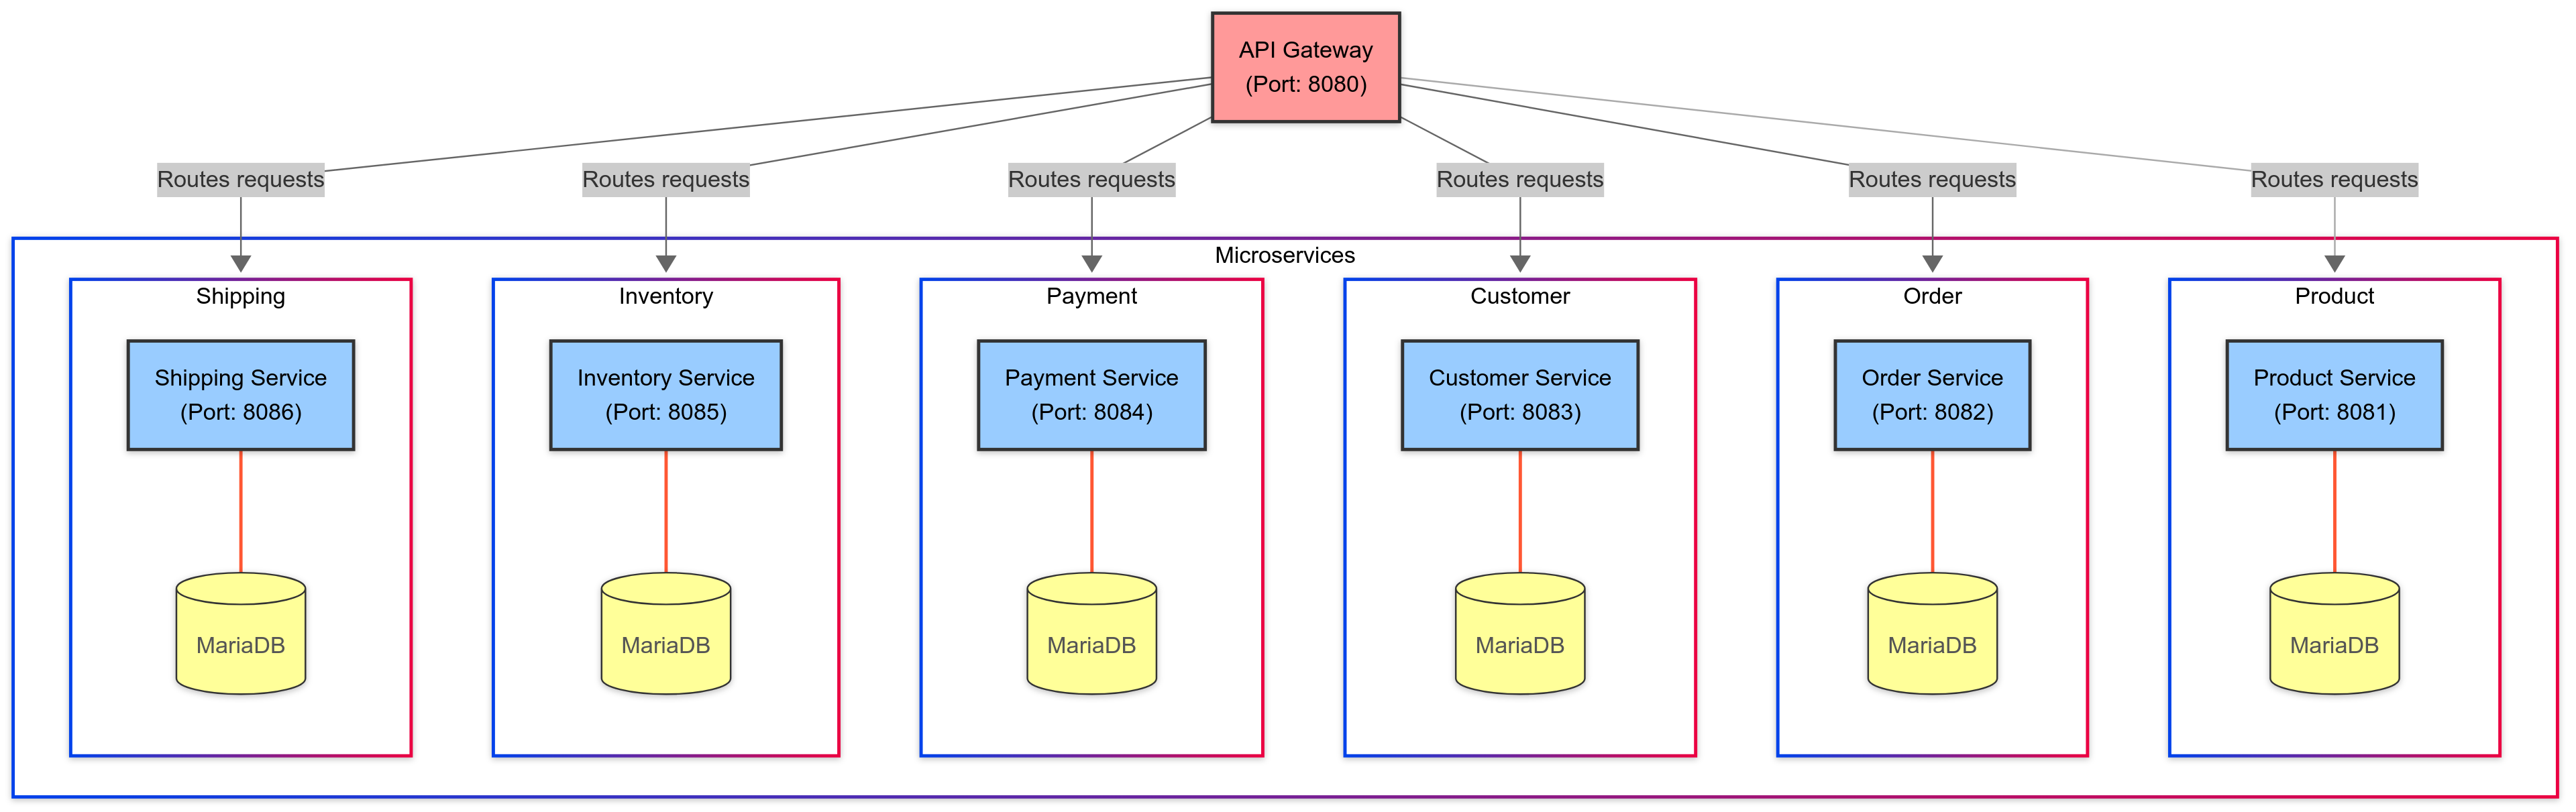 API Gateway
(Port: 8080)
Routes requests
Routes requests
Routes requests
Routes requests
Routes requests
Routes requests
Microservices
Shipping
Inventory
Payment
Customer
Order
Product
Shipping Service
(Port: 8086)
Inventory Service
(Port: 8085)
Payment Service
(Port: 8084)
Customer Service
(Port: 8083)
Order Service
(Port: 8082)
Product Service
(Port: 8081)
MariaDB
MariaDB
MariaDB
MariaDB
MariaDB
MariaDB